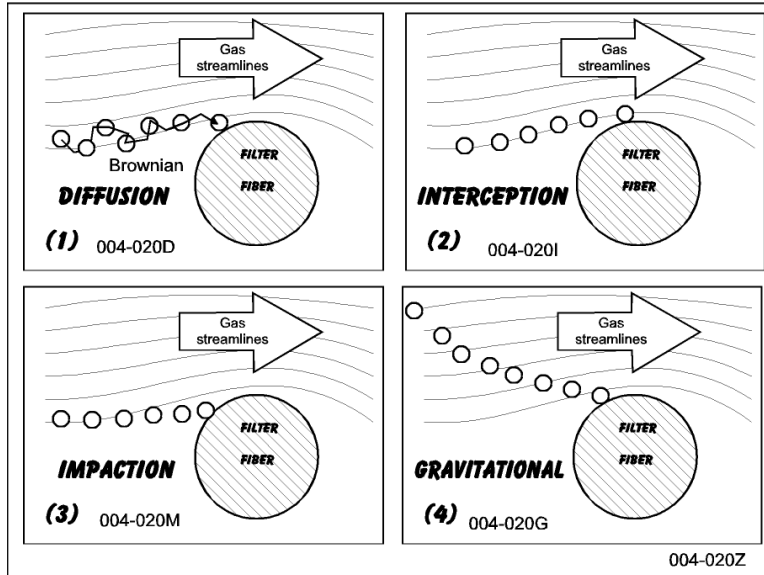 Gas
streamlines
Brownian
DIFFUSION
FILTER
FIBER
(1) 004-020D
Gas
streamlines
INTERCEPTION
FILTER
FIBER
(2) 004-020I
Gas
streamlines
IMPACTION
FILTER
FIBER
(3) 004-020M
Gas
streamlines
GRAVITATIONAL
FILTER
FIBER
(4) 004-020G
004-020Z